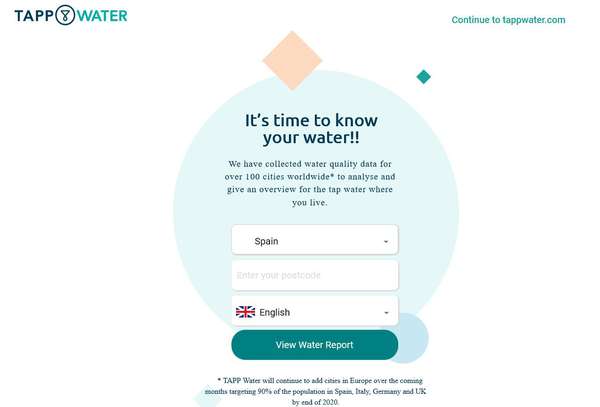 TAPP WATER
Continue to tappwater.com
It's time to know
your water!!
We have collected water quality data for
over 100 cities worldwide* to analyse and
give an overview for the tap water where
you live.
Spain
Enter your postcode
English
View Water Report
* TAPP Water will continue to add cities in Europe over the coming
months targeting 90% of the population in Spain, Italy, Germany and UK
by end of 2020.